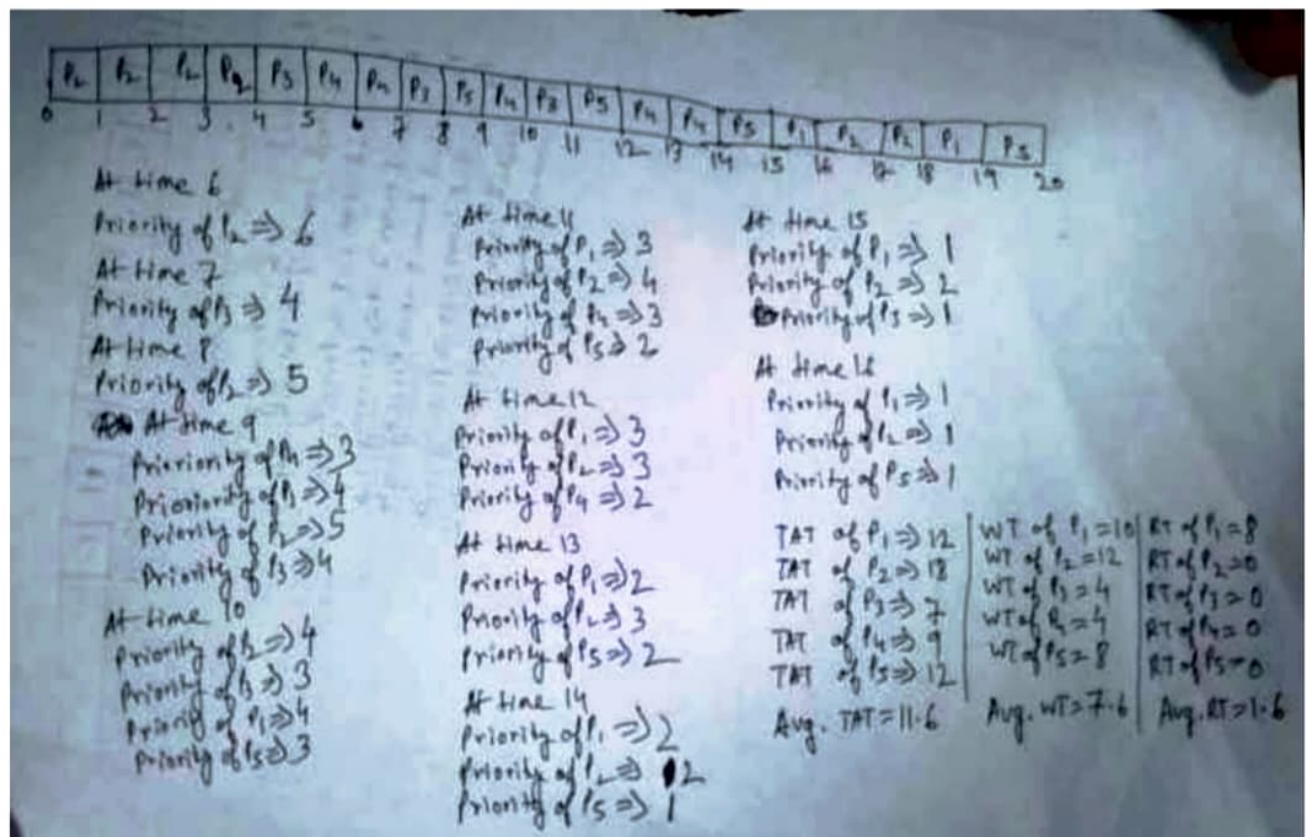 P2 P2 P2 P2 P3 P4 P4 P3 P5 P4 P3 P5 P4 P4 P5 P1 P2 P2 P1 P5
0 1 2 3 4 5 6 7 8 9 10 11 12 13 14 15 16 17 18 19 20
At time 6
Priority of P2 => 6
At time 7
Priority of P3 => 4
At time 8
Priority of P2 => 5
At time 9
Prioriority of P4 => 3
Prioriority of P1 => 4
Priority of P2 => 5
Priority of P3 => 4
At time 10
Priority of P2 => 4
Priority of P3 => 3
Priority of P1 => 4
Priority of P5 => 3
At time 11
Priority of P1 => 3
Priority of P2 => 4
Priority of P4 => 3
Priority of P5 => 2
At time 12
Priority of P1 => 3
Priority of P2 => 3
Priority of P4 => 2
At time 13
Priority of P1 => 2
Priority of P2 => 3
Priority of P5 => 2
At time 14
Priority of P1 => 2
Priority of P2 => 2
Priority of P5 => 1
At time 15
Priority of P1 => 1
Priority of P2 => 2
Priority of P5 => 1
At time 16
Priority of P1 => 1
Priority of P2 => 1
Priority of P5 => 1
TAT of P1 => 12
TAT of P2 => 18
TAT of P3 => 7
TAT of P4 => 9
TAT of P5 => 12
Avg. TAT = 11.6
WT of P1 = 10
WT of P2 = 12
WT of P3 = 4
WT of P4 = 4
WT of P5 = 8
Avg. WT = 7.6
RT of P1 = 8
RT of P2 = 0
RT of P3 = 0
RT of P4 = 0
RT of P5 = 0
Avg. RT = 1.6